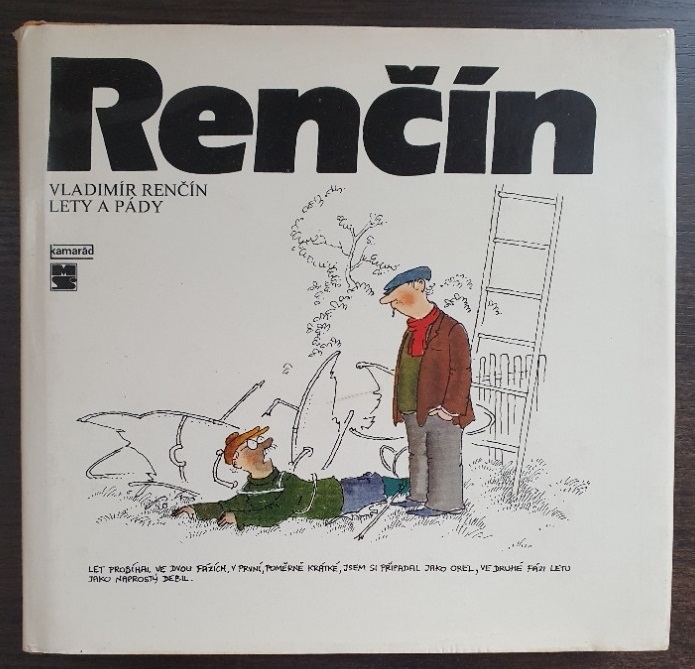 Renčín
VLADIMÍR RENČÍN
LETY A PÁDY
kamarád
MS
LET PROBÍHAL VE DVOU FÁZÍCH, V PRVNÍ, POMĚRNĚ KRÁTKÉ, JSEM SI PŘIPADAL JAKO OREL, VE DRUHÉ FÁZI LETU
JAKO NAPROSTÝ DEBIL.